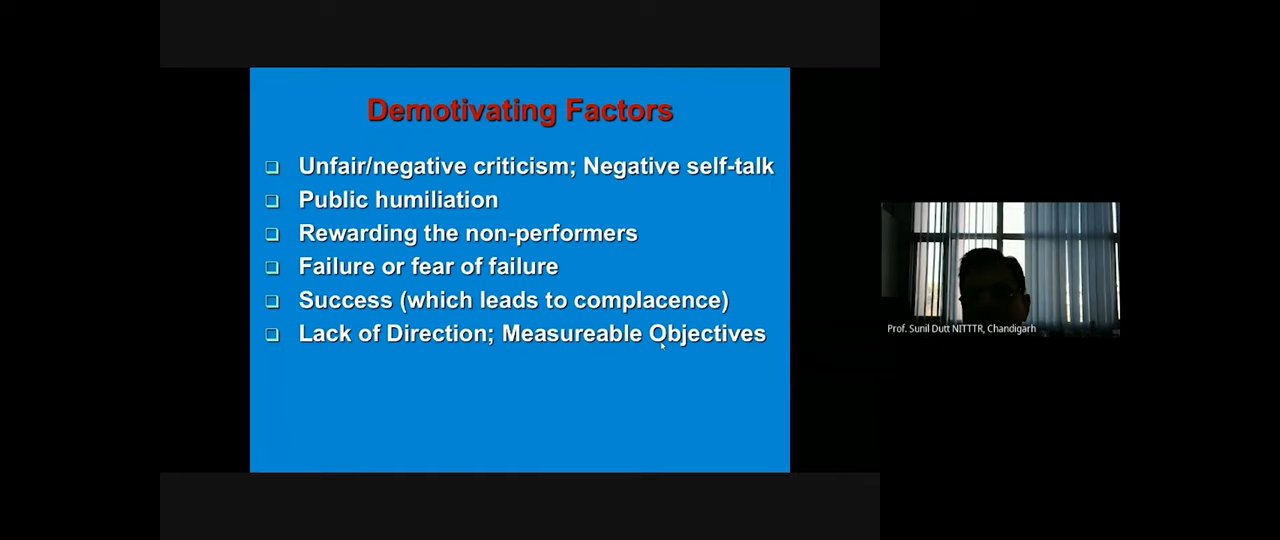 Demotivating Factors
Unfair/negative criticism; Negative self-talk
Public humiliation
Rewarding the non-performers
Failure or fear of failure
Success (which leads to complacence)
Lack of Direction; Measureable Objectives
Prof. Sunil Dutt NITTTR, Chandigarh